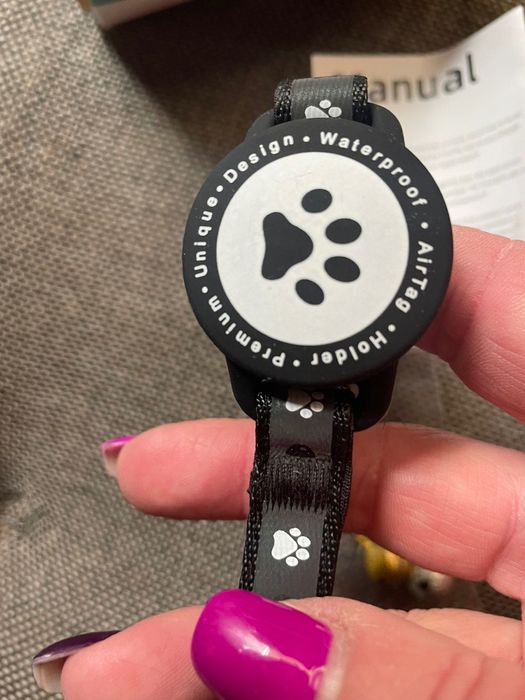 Unique • Design • Waterproof • AirTag • Holder • Premium •
anual